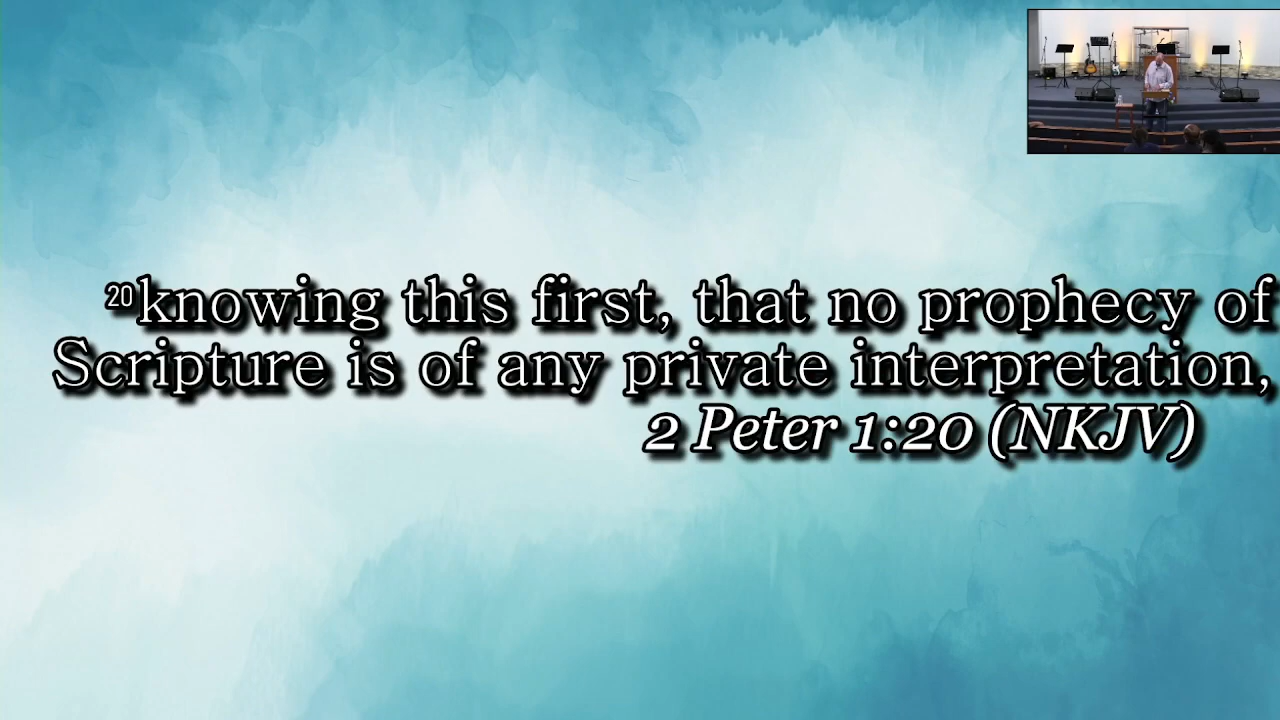 20knowing this first, that no prophecy of
Scripture is of any private interpretation,
2 Peter 1:20 (NKJV)